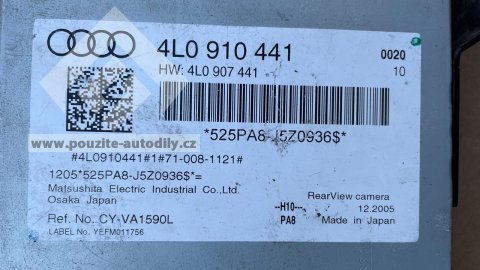 4L0 910 441
0020
HW: 4L0 907 441
10
*525PA8-J5Z0936$*
www.pouzite-autodily.cz
#4L0910441#1#71-008-1121#
1205*525PA8-J5Z0936$*=
Matsushita Electric Industrial Co.,Ltd.
Osaka Japan
RearView camera
--H10--
12.2005
Ref. No. CY-VA1590L
PA8
Made in Japan
LABEL No. YEFM011756